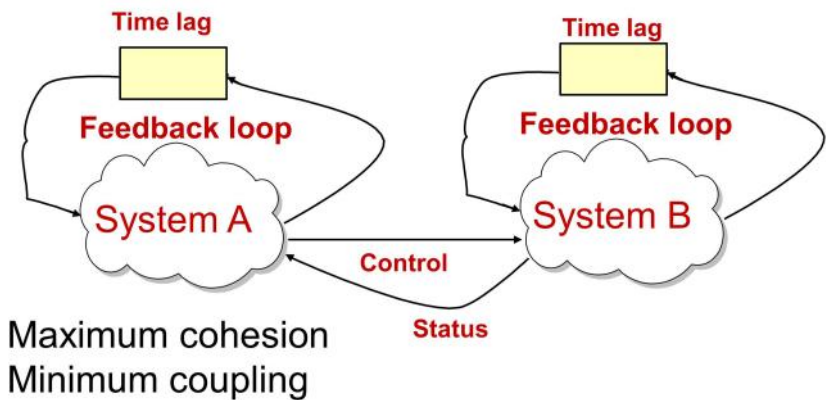 Time lag
Time lag
Feedback loop
Feedback loop
System A
System B
Control
Status
Maximum cohesion
Minimum coupling